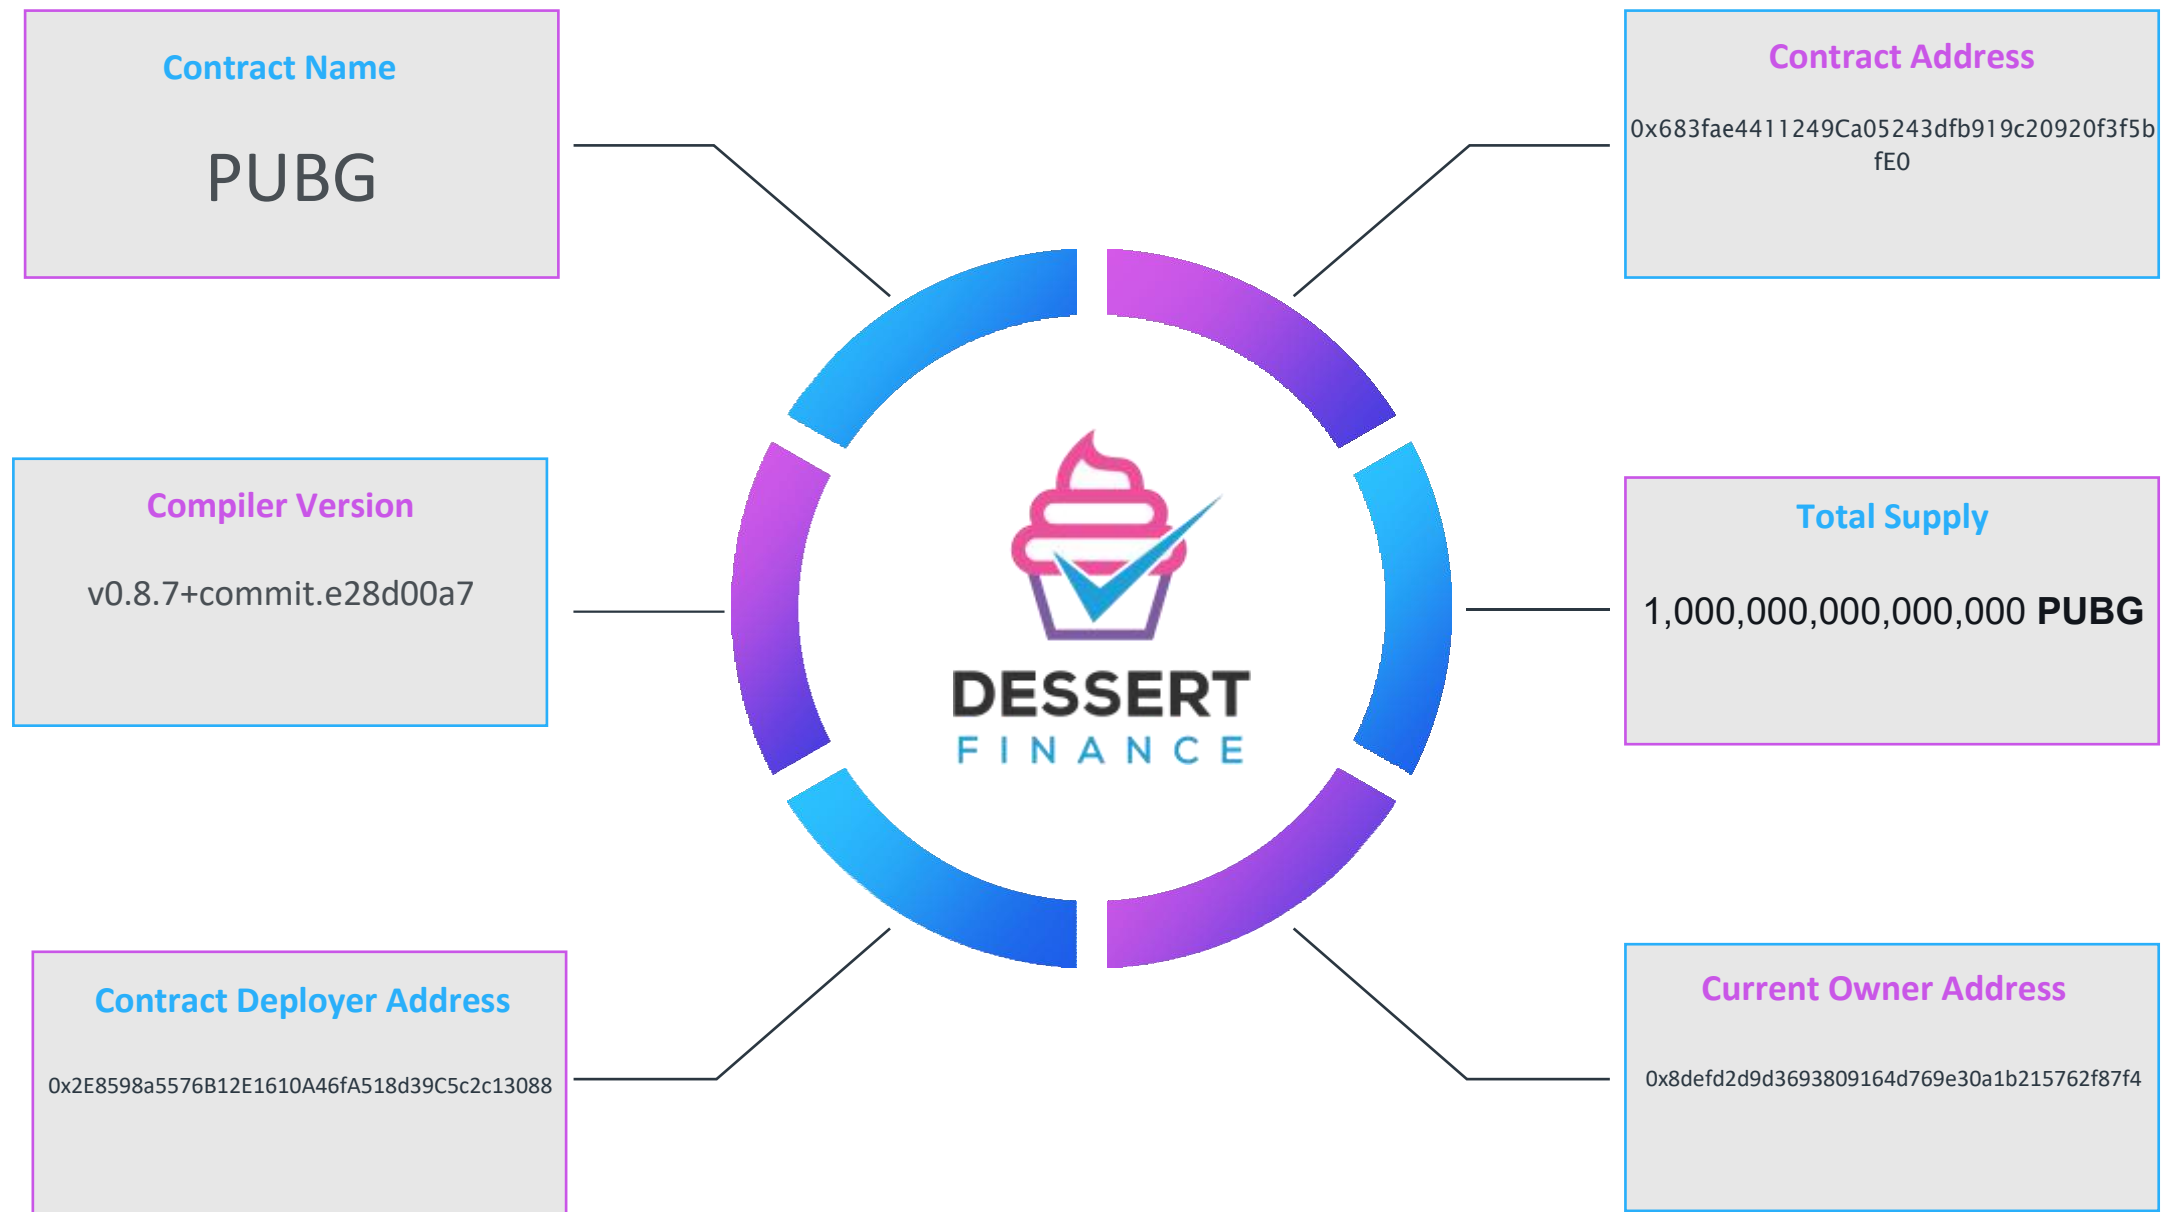 Contract Name
PUBG
Contract Address
0x683fae4411249Ca05243dfb919c20920f3f5b
fE0
Compiler Version
v0.8.7+commit.e28d00a7
Total Supply
1,000,000,000,000,000 PUBG
DESSERT
FINANCE
Contract Deployer Address
0x2E8598a5576B12E1610A46fA518d39C5c2c13088
Current Owner Address
0x8defd2d9d3693809164d769e30a1b215762f87f4